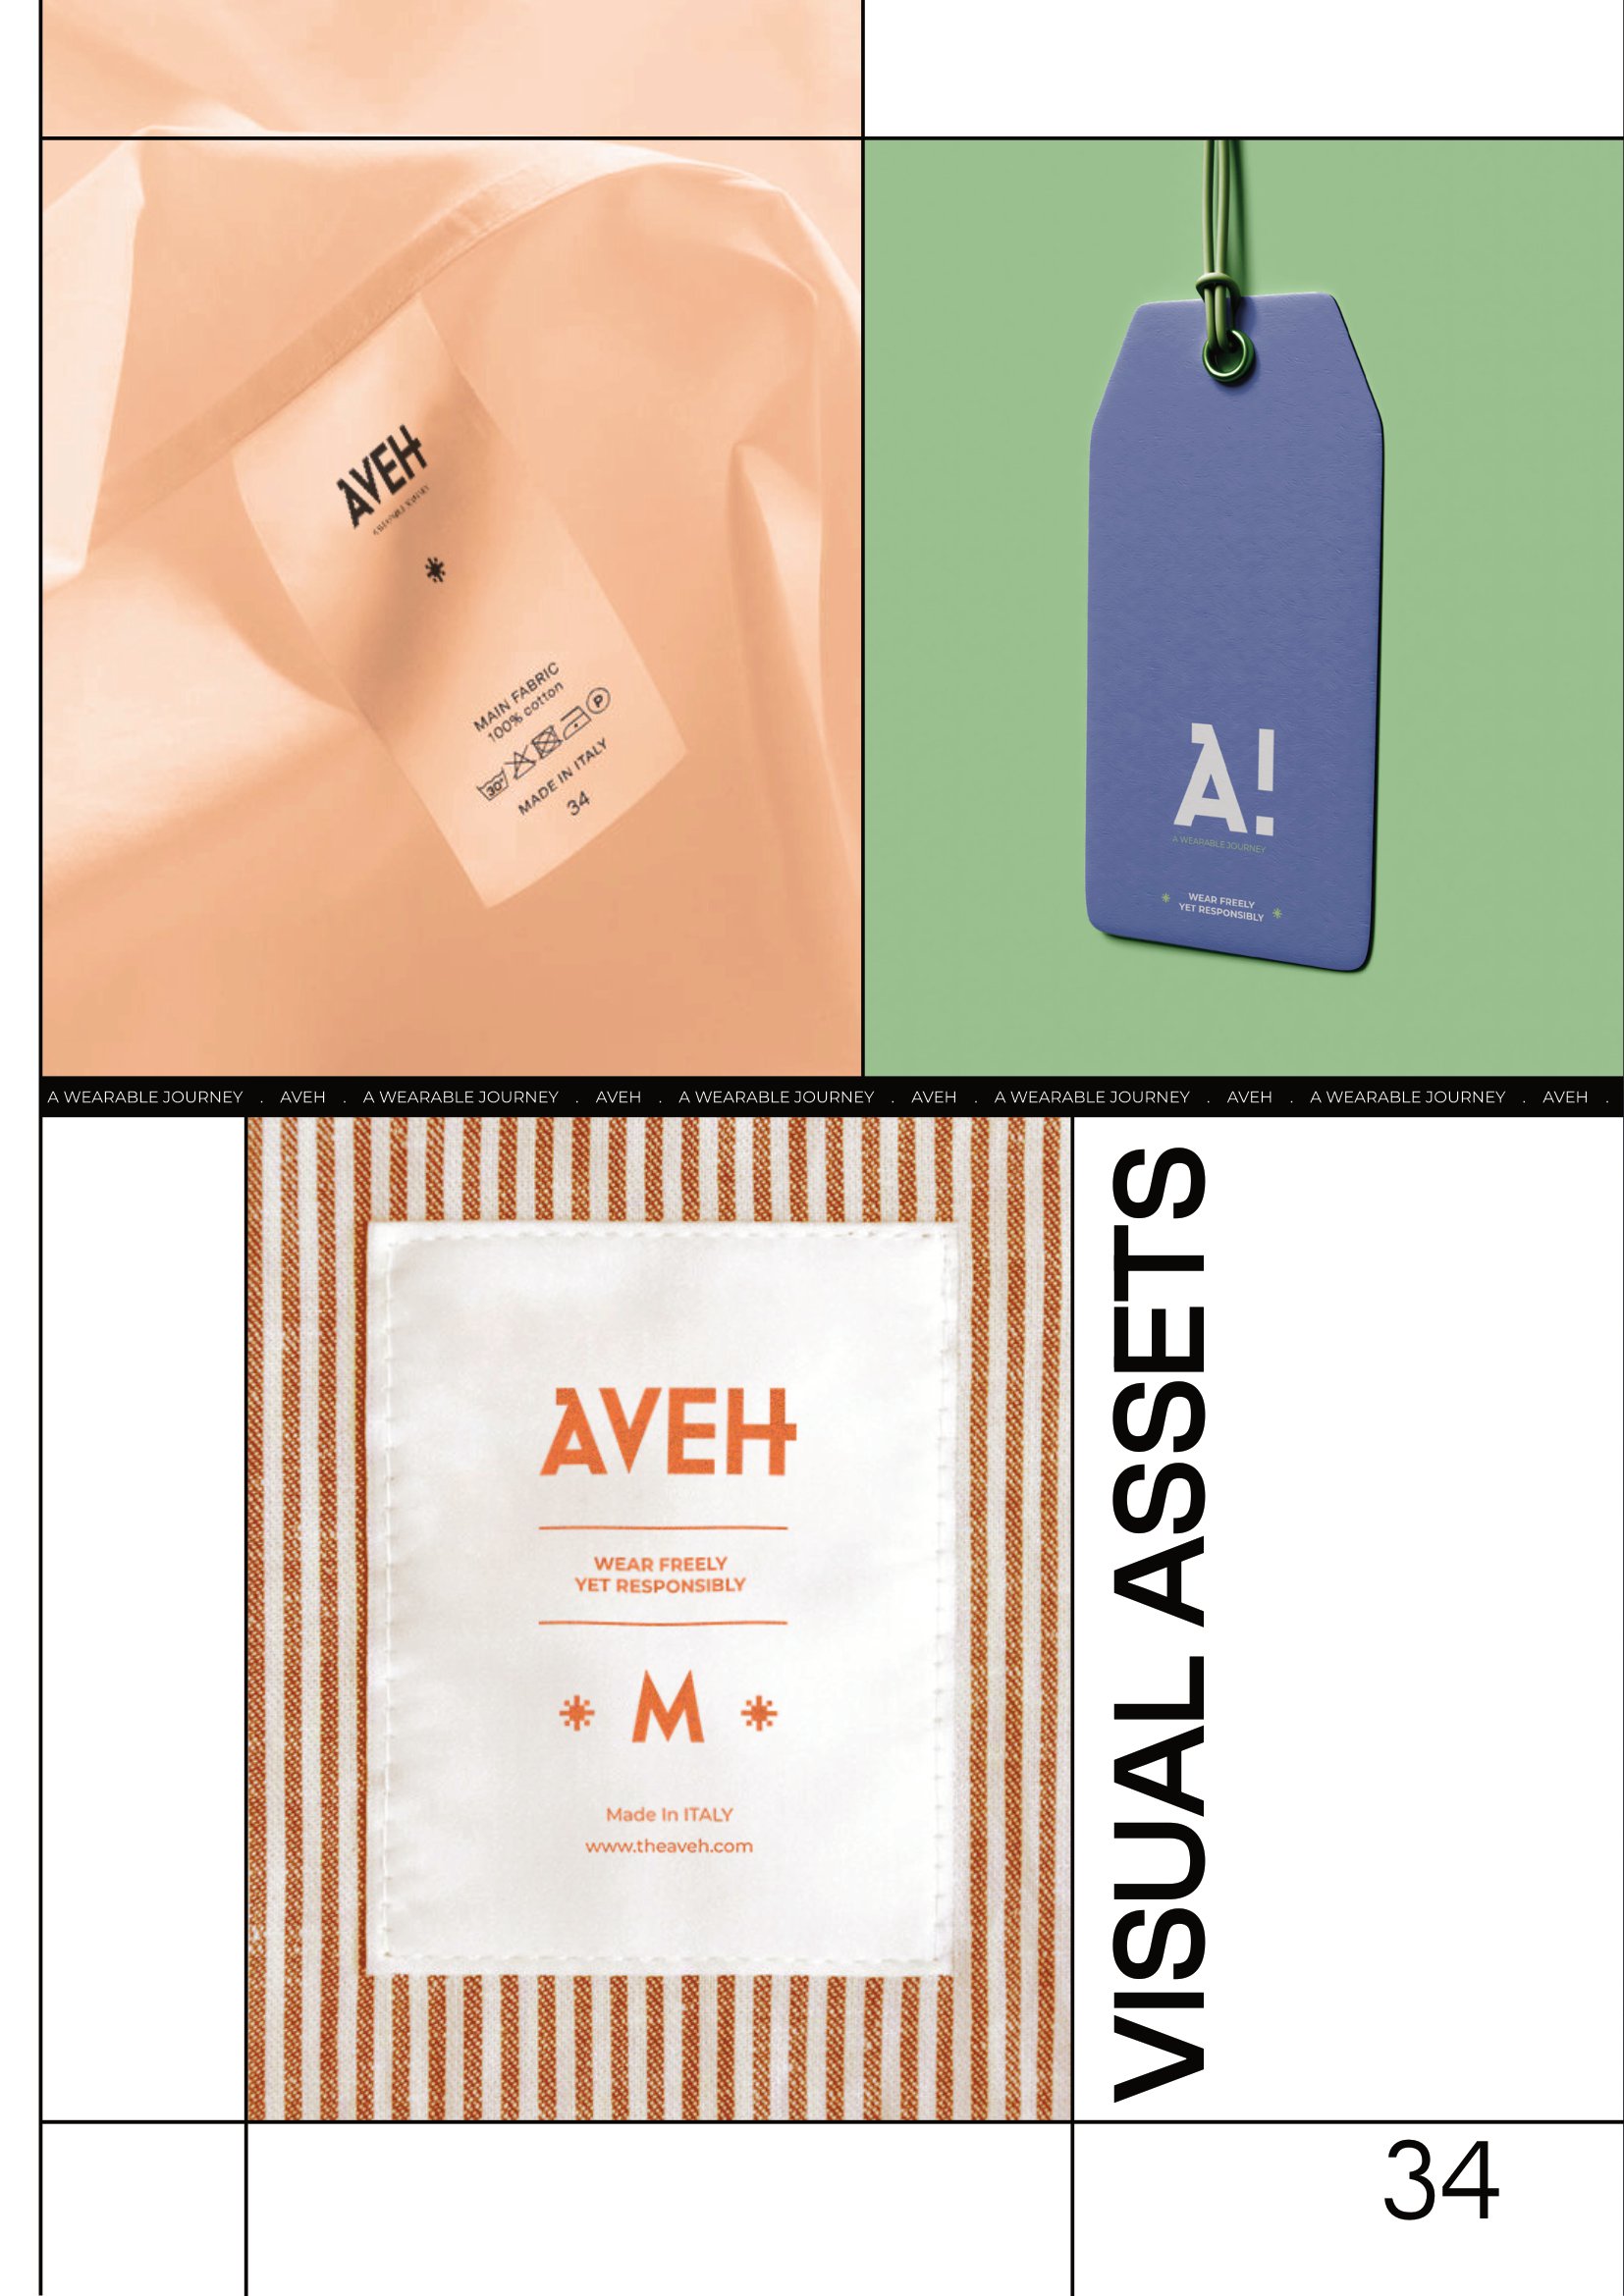 AVEH
A WEARABLE JOURNEY
MAIN FABRIC
100% cotton
30°
P
MADE IN ITALY
34
A!
A WEARABLE JOURNEY
WEAR FREELY
YET RESPONSIBLY
A WEARABLE JOURNEY . AVEH . A WEARABLE JOURNEY . AVEH . A WEARABLE JOURNEY . AVEH . A WEARABLE JOURNEY . AVEH . A WEARABLE JOURNEY . AVEH .
AVEH
WEAR FREELY
YET RESPONSIBLY
M
Made In ITALY
www.theaveh.com
VISUAL ASSETS
34